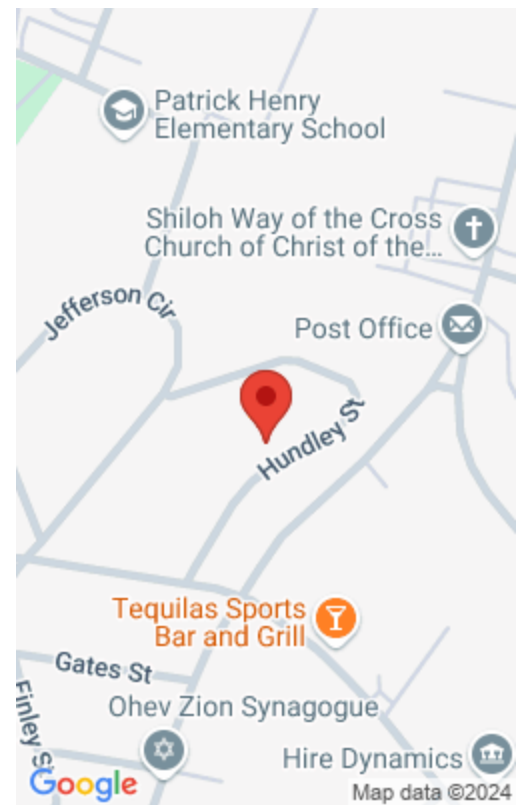 Patrick Henry
Elementary School
Shiloh Way of the Cross
Church of Christ of the...
Jefferson Cir
Post Office
Hundley St
Tequilas Sports
Bar and Grill
Gates St
Finley S
Ohev Zion Synagogue
Hire Dynamics
Google
Map data ©2024